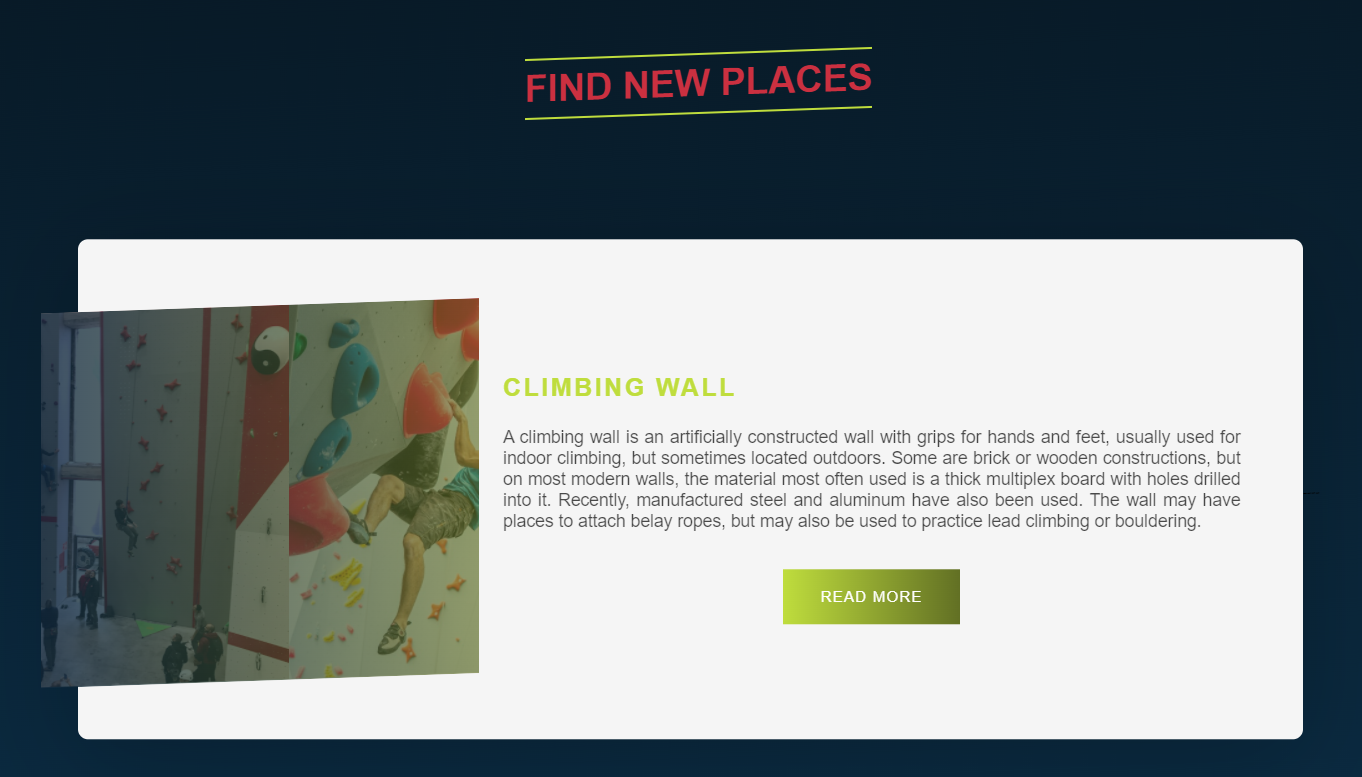 FIND NEW PLACES
CLIMBING WALL
A climbing wall is an artificially constructed wall with grips for hands and feet, usually used for
indoor climbing, but sometimes located outdoors. Some are brick or wooden constructions, but
on most modern walls, the material most often used is a thick multiplex board with holes drilled
into it. Recently, manufactured steel and aluminum have also been used. The wall may have
places to attach belay ropes, but may also be used to practice lead climbing or bouldering.
READ MORE